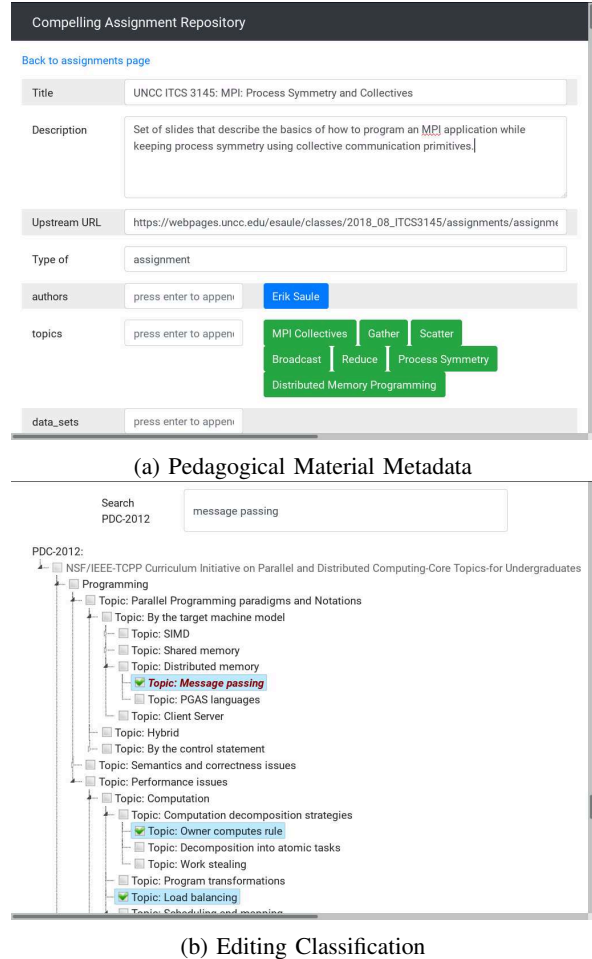 Compelling Assignment Repository
Back to assignments page
Title UNCC ITCS 3145: MPI: Process Symmetry and Collectives
Description Set of slides that describe the basics of how to program an MPI application while
keeping process symmetry using collective communication primitives.
Upstream URL https://webpages.uncc.edu/esaule/classes/2018_08_ITCS3145/assignments/assignme
Type of assignment
authors press enter to appen Erik Saule
topics press enter to appen MPI Collectives Gather Scatter
Broadcast Reduce Process Symmetry
Distributed Memory Programming
data_sets press enter to appen
(a) Pedagogical Material Metadata
Search
PDC-2012 message passing
PDC-2012:
NSF/IEEE-TCPP Curriculum Initiative on Parallel and Distributed Computing-Core Topics-for Undergraduates
Programming
Topic: Parallel Programming paradigms and Notations
Topic: By the target machine model
Topic: SIMD
Topic: Shared memory
Topic: Distributed memory
Topic: Message passing
Topic: PGAS languages
Topic: Client Server
Topic: Hybrid
Topic: By the control statement
Topic: Semantics and correctness issues
Topic: Performance issues
Topic: Computation
Topic: Computation decomposition strategies
Topic: Owner computes rule
Topic: Decomposition into atomic tasks
Topic: Work stealing
Topic: Program transformations
Topic: Load balancing
Topic: Scheduling and mapping
(b) Editing Classification